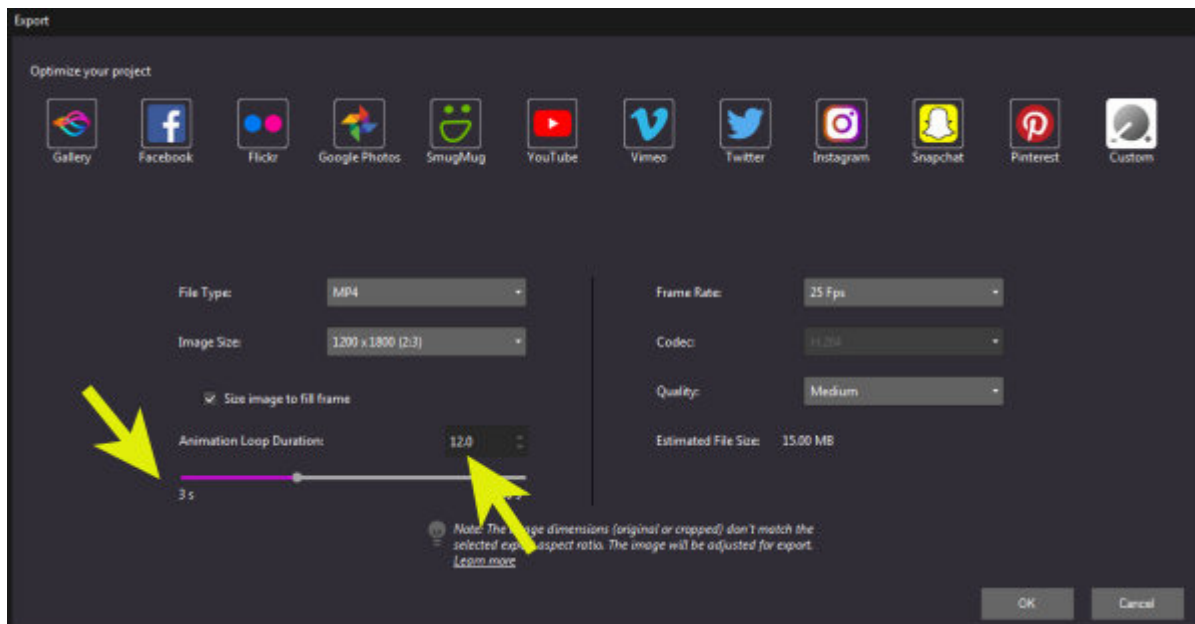 Export
Optimize your project
Gallery Facebook Flickr Google Photos SmugMug YouTube Vimeo Twitter Instagram Snapchat Pinterest Custom
File Type: MP4 Frame Rate: 25 Fps
Image Size: 1200 x 1800 (2:3) Codec: H.264
Size image to fill frame Quality: Medium
Animation Loop Duration: 12.0 Estimated File Size: 15.00 MB
3 s
Note: The image dimensions (original or cropped) don't match the
selected export aspect ratio. The image will be adjusted for export.
Learn more
OK Cancel